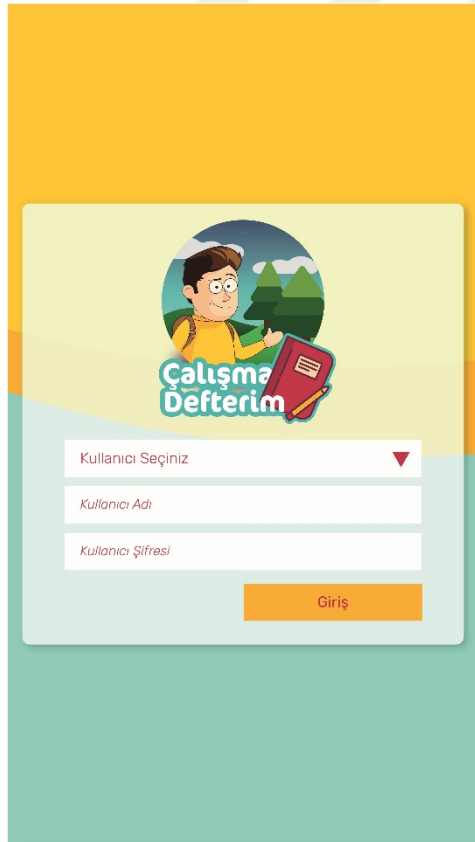 Çalışma
Defterim
Kullanıcı Seçiniz
Kullanıcı Adı
Kullanıcı Şifresi
Giriş